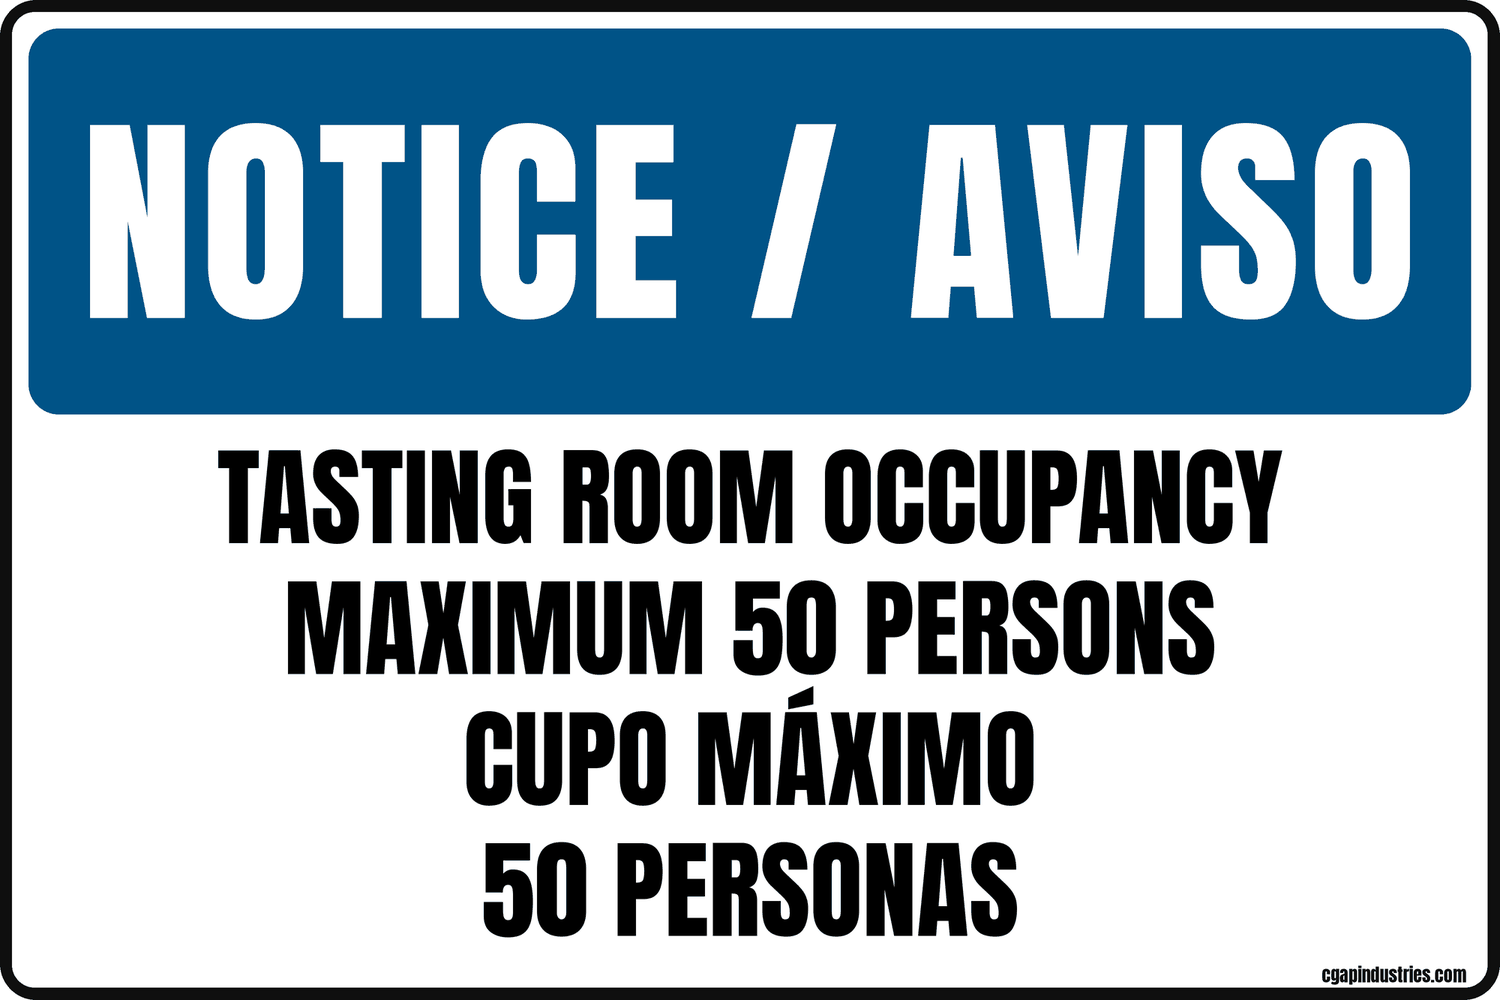 NOTICE / AVISO
TASTING ROOM OCCUPANCY
MAXIMUM 50 PERSONS
CUPO MÁXIMO
50 PERSONAS
cgapindustries.com